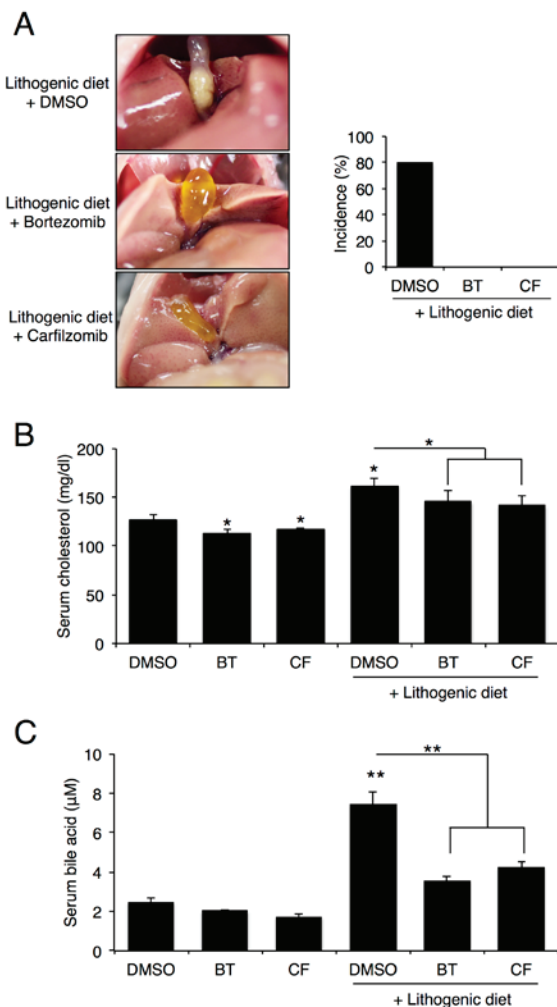 A
Lithogenic diet
+ DMSO
Lithogenic diet
+ Bortezomib
Lithogenic diet
+ Carfilzomib
Incidence (%)
100
80
60
40
20
0
DMSO BT CF
+ Lithogenic diet
B
Serum cholesterol (mg/dl)
200
150
100
50
0
* * * *
DMSO BT CF DMSO BT CF
+ Lithogenic diet
C
Serum bile acid (µM)
10
8
6
4
2
0
** **
DMSO BT CF DMSO BT CF
+ Lithogenic diet